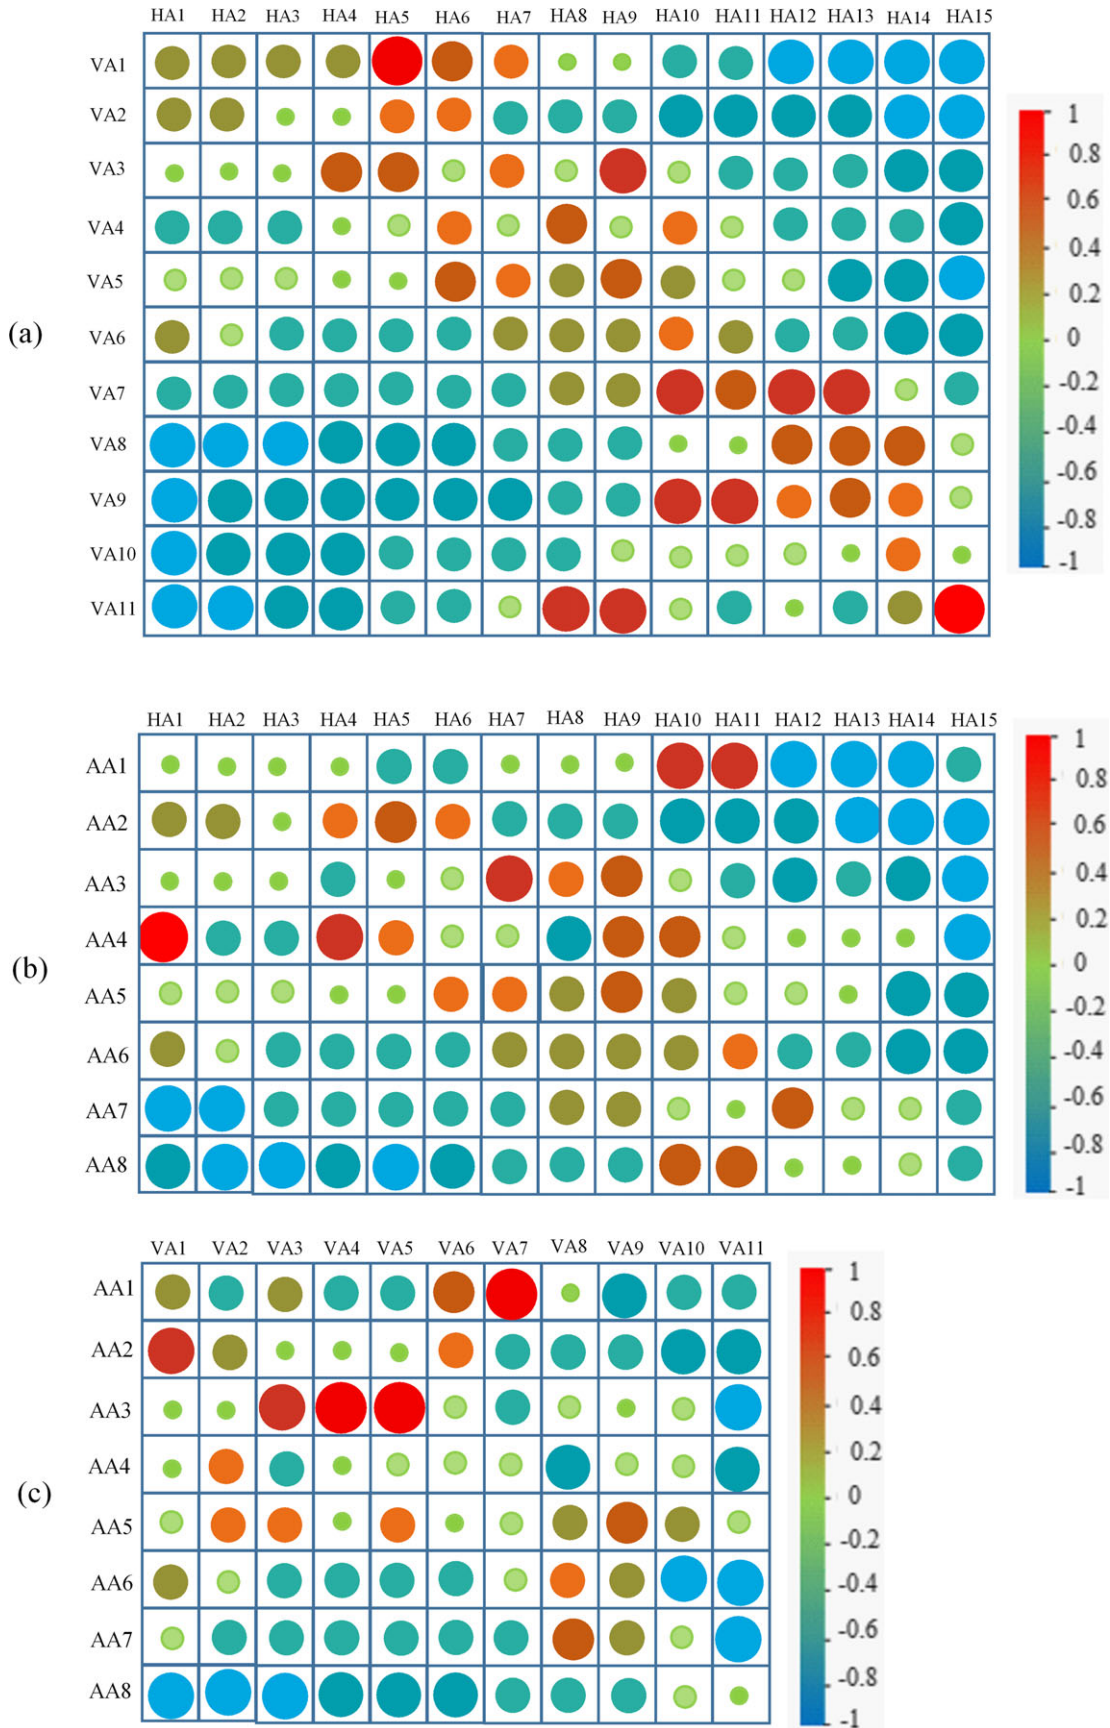 HA1 HA2 HA3 HA4 HA5 HA6 HA7 HA8 HA9 HA10 HA11 HA12 HA13 HA14 HA15
VA1
VA2
VA3
VA4
VA5
(a)
VA6
VA7
VA8
VA9
VA10
VA11
1
0.8
0.6
0.4
0.2
0
-0.2
-0.4
-0.6
-0.8
-1
HA1 HA2 HA3 HA4 HA5 HA6 HA7 HA8 HA9 HA10 HA11 HA12 HA13 HA14 HA15
AA1
AA2
AA3
AA4
(b)
AA5
AA6
AA7
AA8
1
0.8
0.6
0.4
0.2
0
-0.2
-0.4
-0.6
-0.8
-1
VA1 VA2 VA3 VA4 VA5 VA6 VA7 VA8 VA9 VA10 VA11
AA1
AA2
AA3
AA4
(c)
AA5
AA6
AA7
AA8
1
0.8
0.6
0.4
0.2
0
-0.2
-0.4
-0.6
-0.8
-1